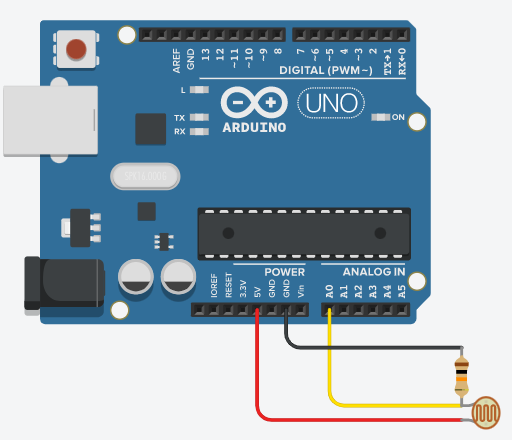 AREF
GND
13
12
~11
~10
~9
8
7
~6
~5
4
~3
2
TX→1
RX←0
DIGITAL (PWM~)
L
TX
RX
ARDUINO
UNO
ON
POWER
ANALOG IN
IOREF
RESET
3.3V
5V
GND
GND
Vin
A0
A1
A2
A3
A4
A5